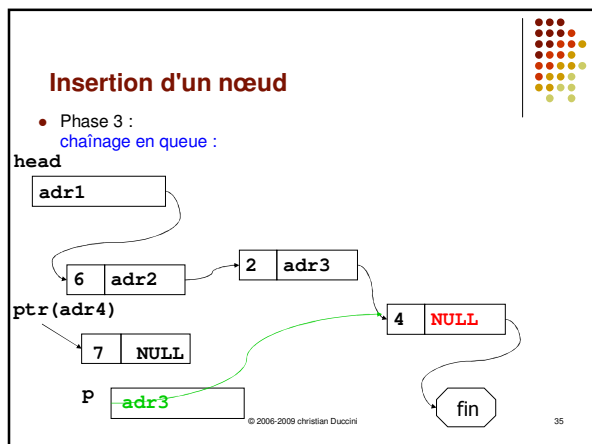 Insertion d'un nœud
• Phase 3 :
chaînage en queue :
head
adr1
6 adr2
2 adr3
ptr(adr4)
4 NULL
7 NULL
p
adr3
fin
© 2006-2009 christian Duccini
35